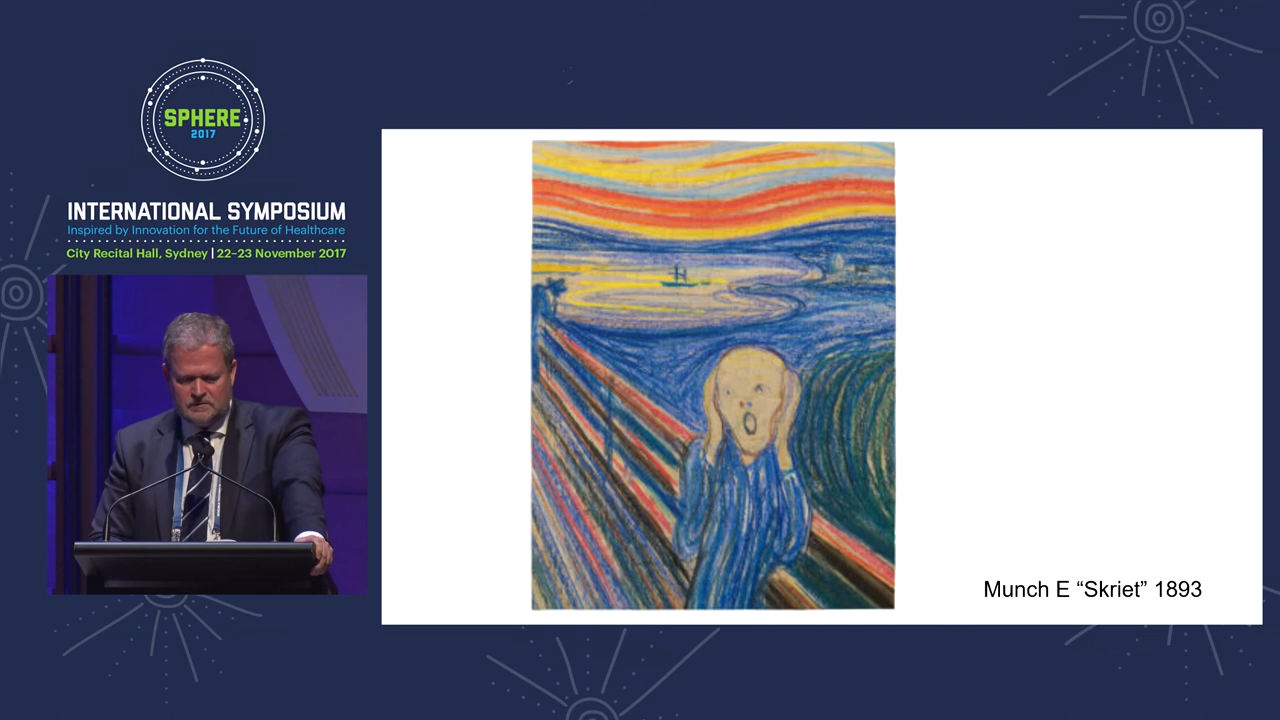 SPHERE
2017
INTERNATIONAL SYMPOSIUM
Inspired by Innovation for the Future of Healthcare
City Recital Hall, Sydney | 22–23 November 2017
Munch E “Skriet” 1893